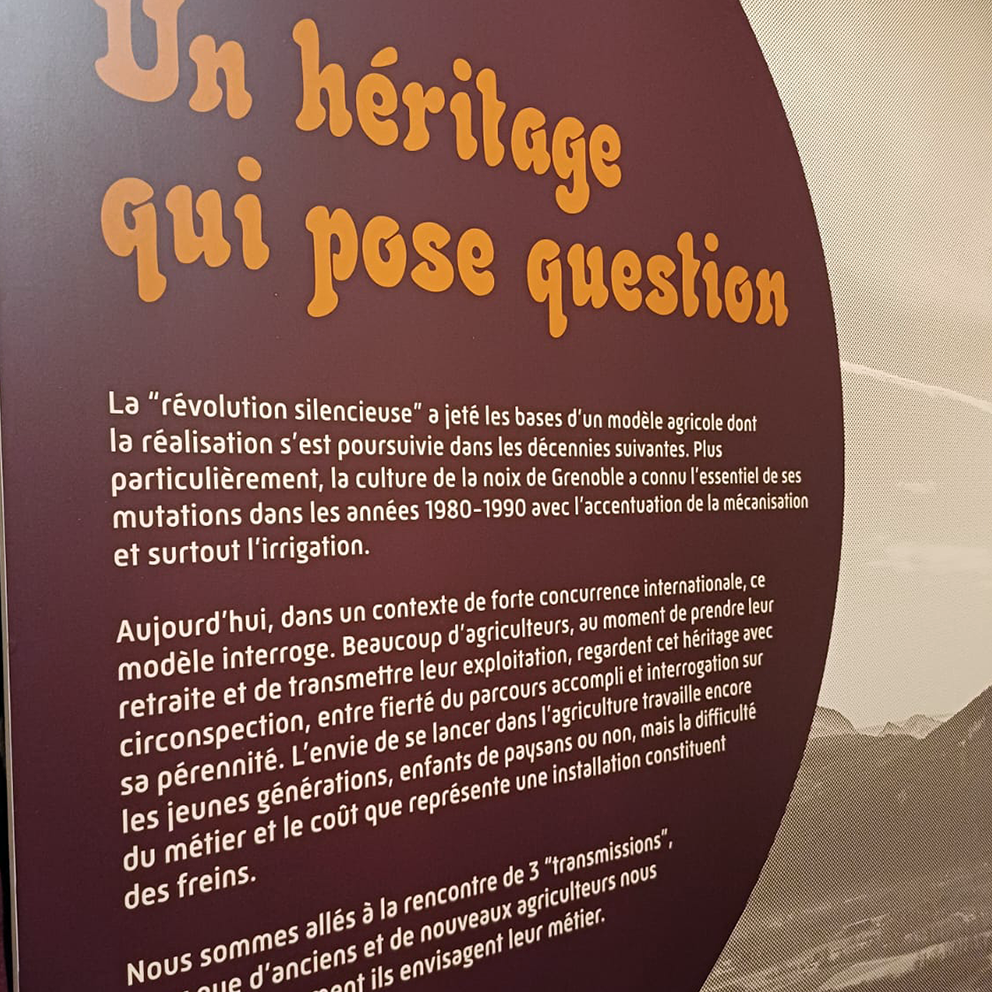 Un héritage
qui pose question
La “révolution silencieuse” a jeté les bases d’un modèle agricole dont
la réalisation s’est poursuivie dans les décennies suivantes. Plus
particulièrement, la culture de la noix de Grenoble a connu l’essentiel de ses
mutations dans les années 1980-1990 avec l’accentuation de la mécanisation
et surtout l’irrigation.
Aujourd’hui, dans un contexte de forte concurrence internationale, ce
modèle interroge. Beaucoup d’agriculteurs, au moment de prendre leur
retraite et de transmettre leur exploitation, regardent cet héritage avec
circonspection, entre fierté du parcours accompli et interrogation sur
sa pérennité. L’envie de se lancer dans l’agriculture travaille encore
les jeunes générations, enfants de paysans ou non, mais la difficulté
du métier et le coût que représente une installation constituent
des freins.
Nous sommes allés à la rencontre de 3 “transmissions”,
que d’anciens et de nouveaux agriculteurs nous
ils envisagent leur métier.